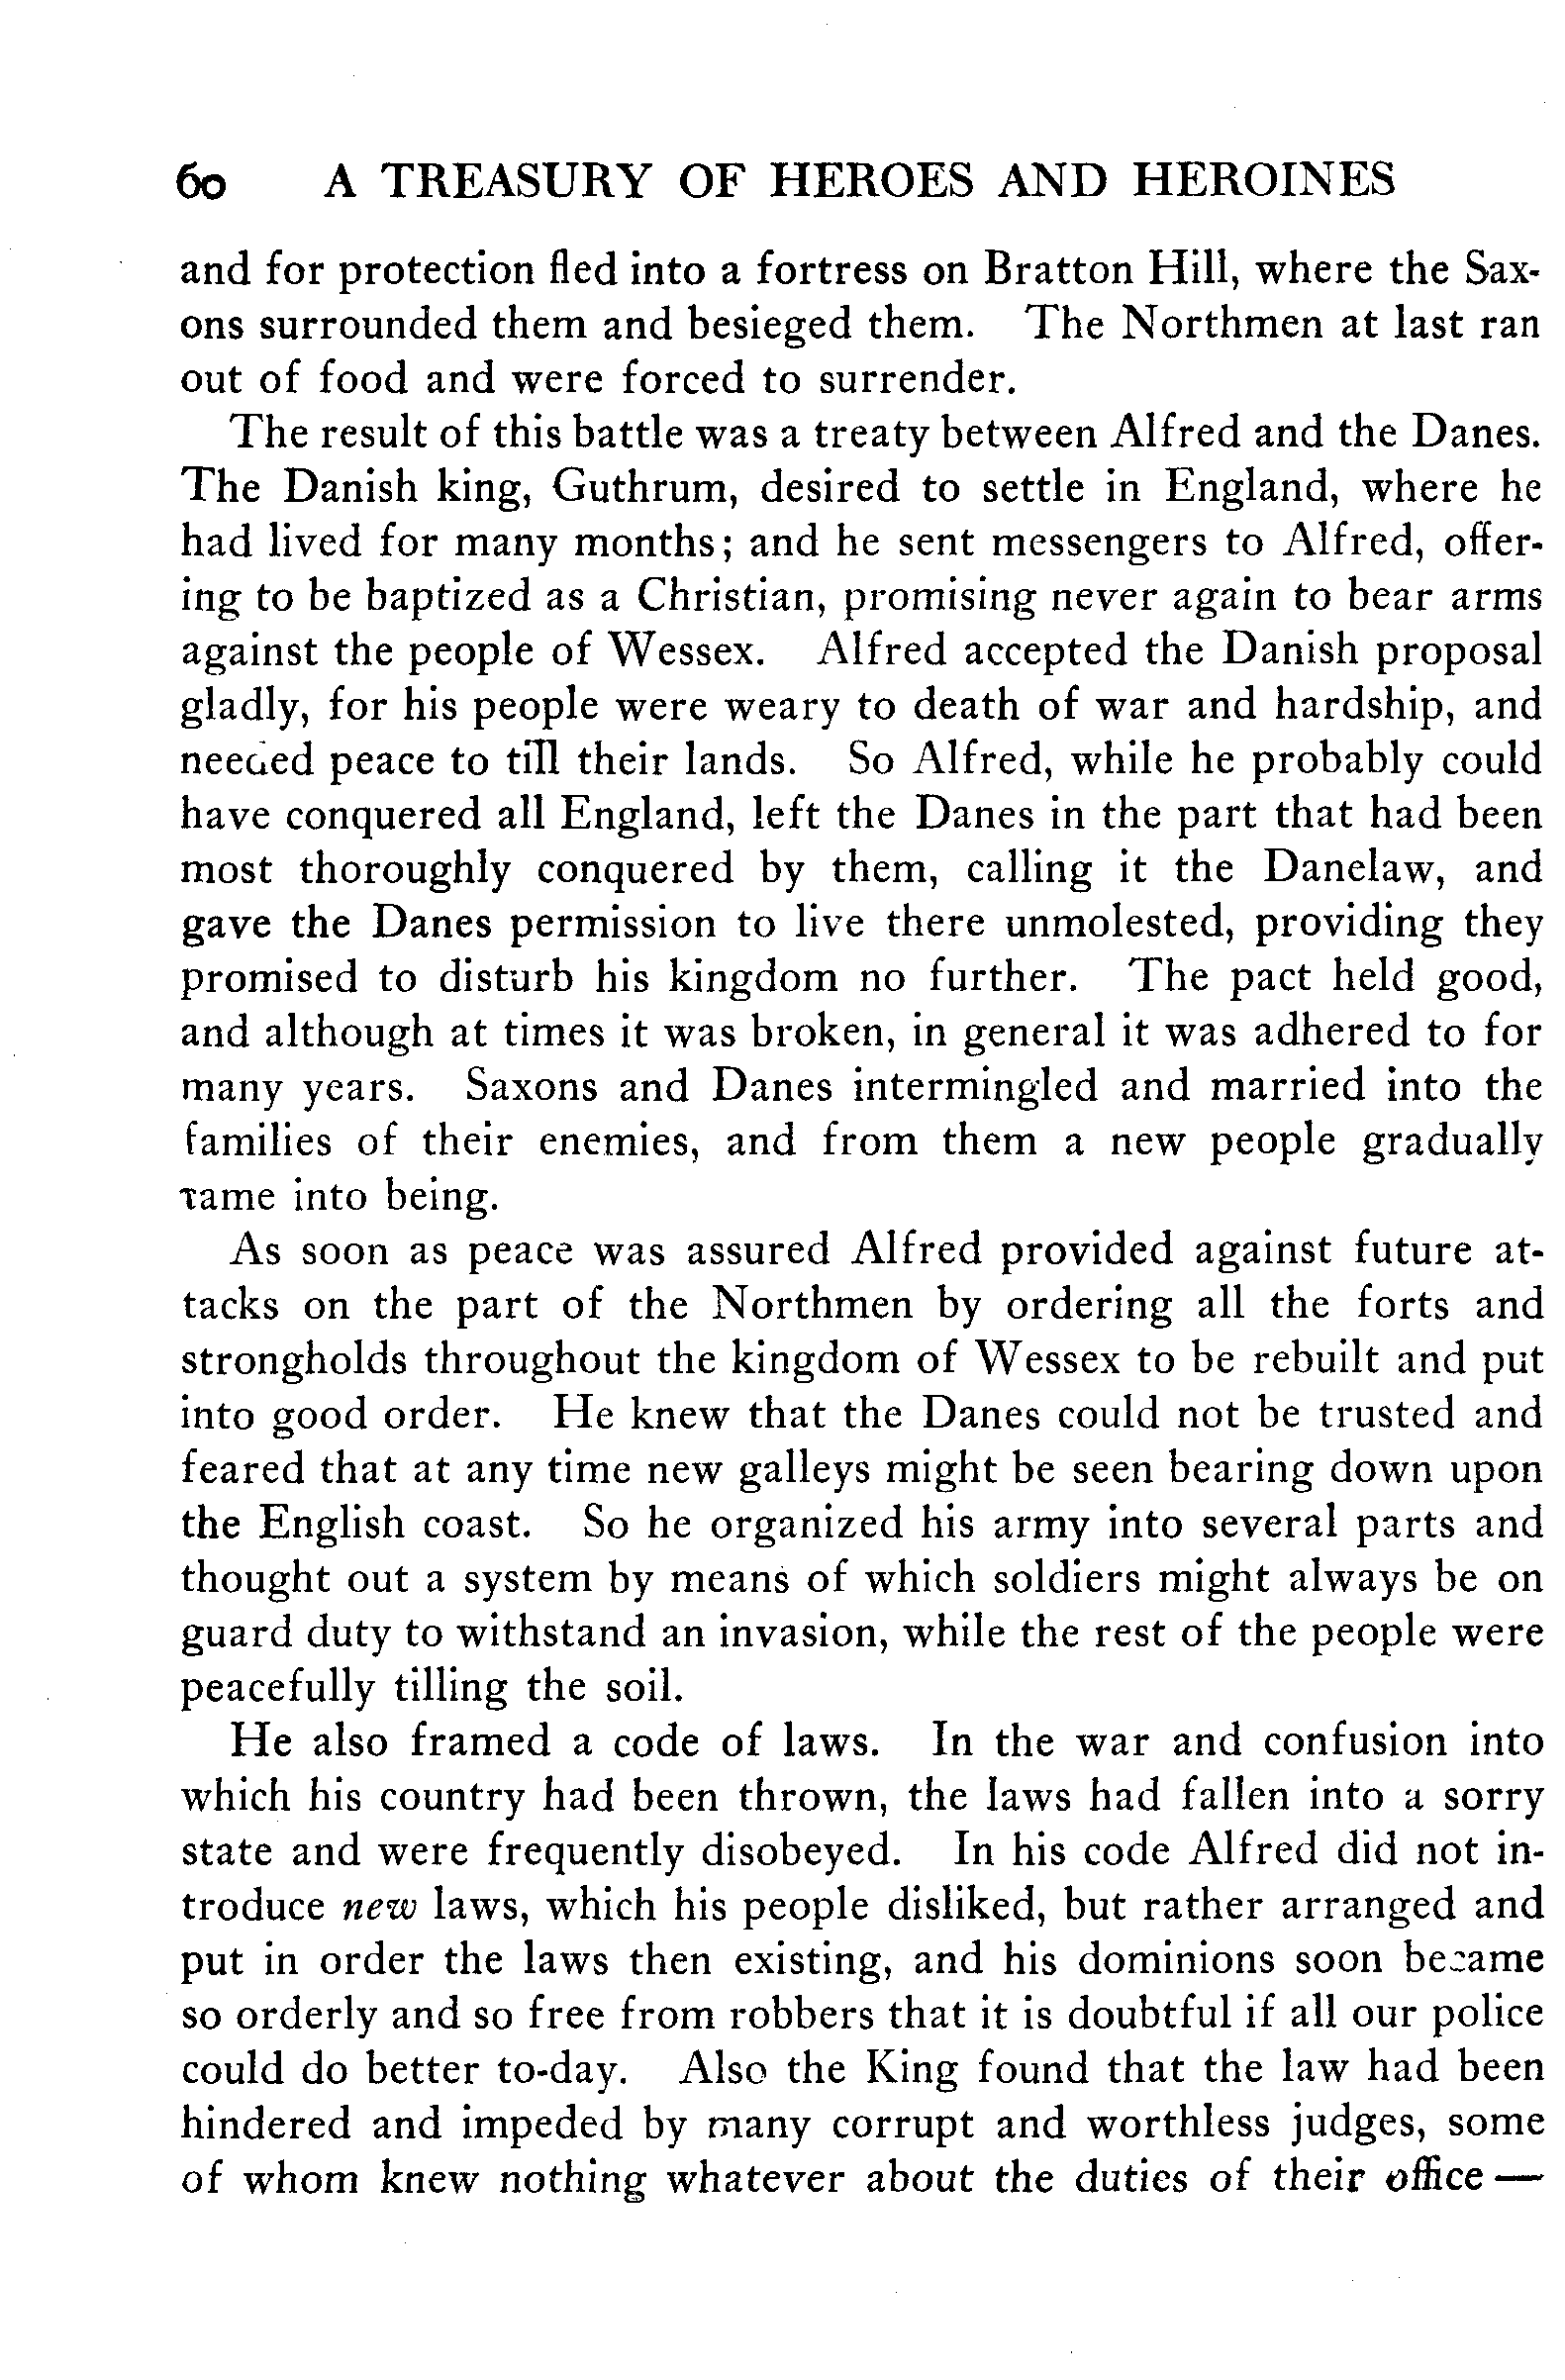 60 A TREASURY OF HEROES AND HEROINES
and for protection fled into a fortress on Bratton Hill, where the Sax-
ons surrounded them and besieged them. The Northmen at last ran
out of food and were forced to surrender.
The result of this battle was a treaty between Alfred and the Danes.
The Danish king, Guthrum, desired to settle in England, where he
had lived for many months; and he sent messengers to Alfred, offer-
ing to be baptized as a Christian, promising never again to bear arms
against the people of Wessex. Alfred accepted the Danish proposal
gladly, for his people were weary to death of war and hardship, and
needed peace to till their lands. So Alfred, while he probably could
have conquered all England, left the Danes in the part that had been
most thoroughly conquered by them, calling it the Danelaw, and
gave the Danes permission to live there unmolested, providing they
promised to disturb his kingdom no further. The pact held good,
and although at times it was broken, in general it was adhered to for
many years. Saxons and Danes intermingled and married into the
families of their enemies, and from them a new people gradually
came into being.
As soon as peace was assured Alfred provided against future at-
tacks on the part of the Northmen by ordering all the forts and
strongholds throughout the kingdom of Wessex to be rebuilt and put
into good order. He knew that the Danes could not be trusted and
feared that at any time new galleys might be seen bearing down upon
the English coast. So he organized his army into several parts and
thought out a system by means of which soldiers might always be on
guard duty to withstand an invasion, while the rest of the people were
peacefully tilling the soil.
He also framed a code of laws. In the war and confusion into
which his country had been thrown, the laws had fallen into a sorry
state and were frequently disobeyed. In his code Alfred did not in-
troduce new laws, which his people disliked, but rather arranged and
put in order the laws then existing, and his dominions soon became
so orderly and so free from robbers that it is doubtful if all our police
could do better to-day. Also the King found that the law had been
hindered and impeded by many corrupt and worthless judges, some
of whom knew nothing whatever about the duties of their office —